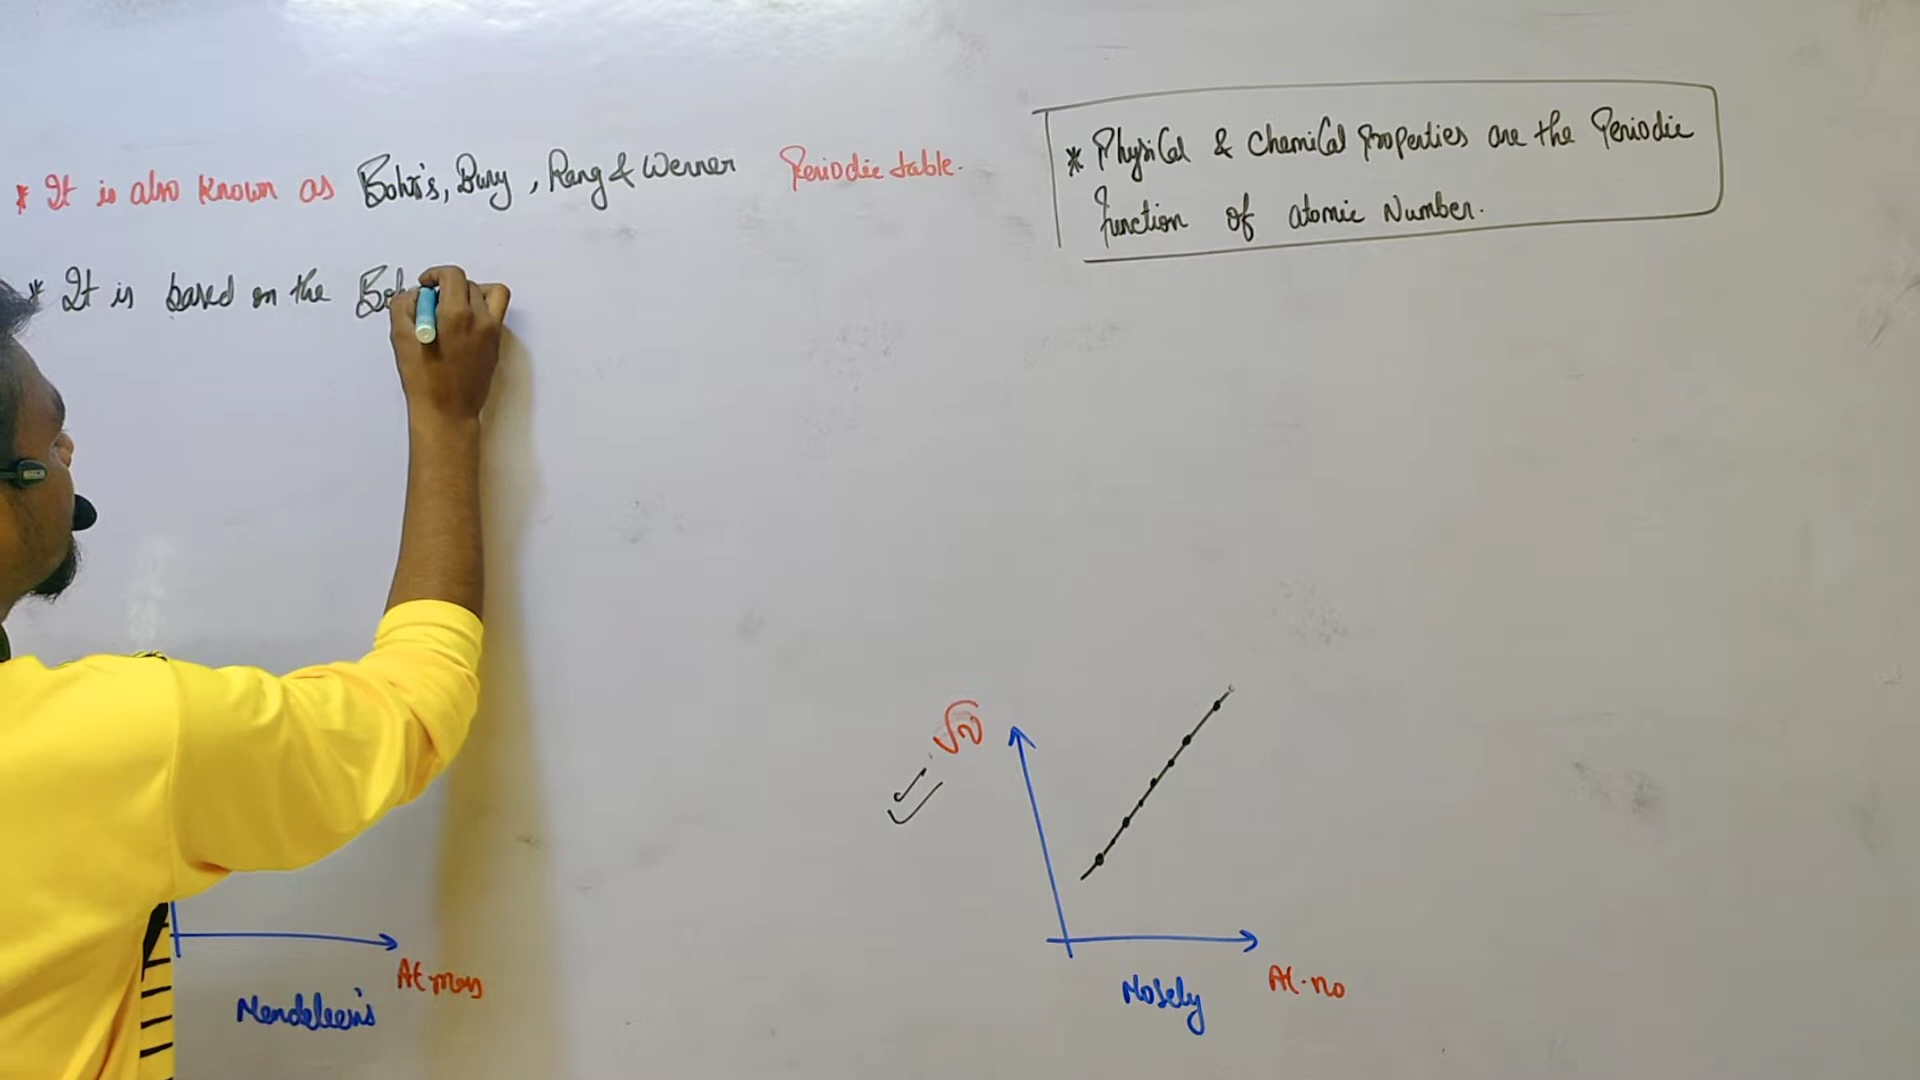 * It is also known as Bohr's, Bury, Rang & Werner Periodic table.
* It is based on the Boh
* Physical & Chemical Properties are the Periodic
function of atomic Number.
√ν
At. mass
Mendeleev's
At. no
Mosely